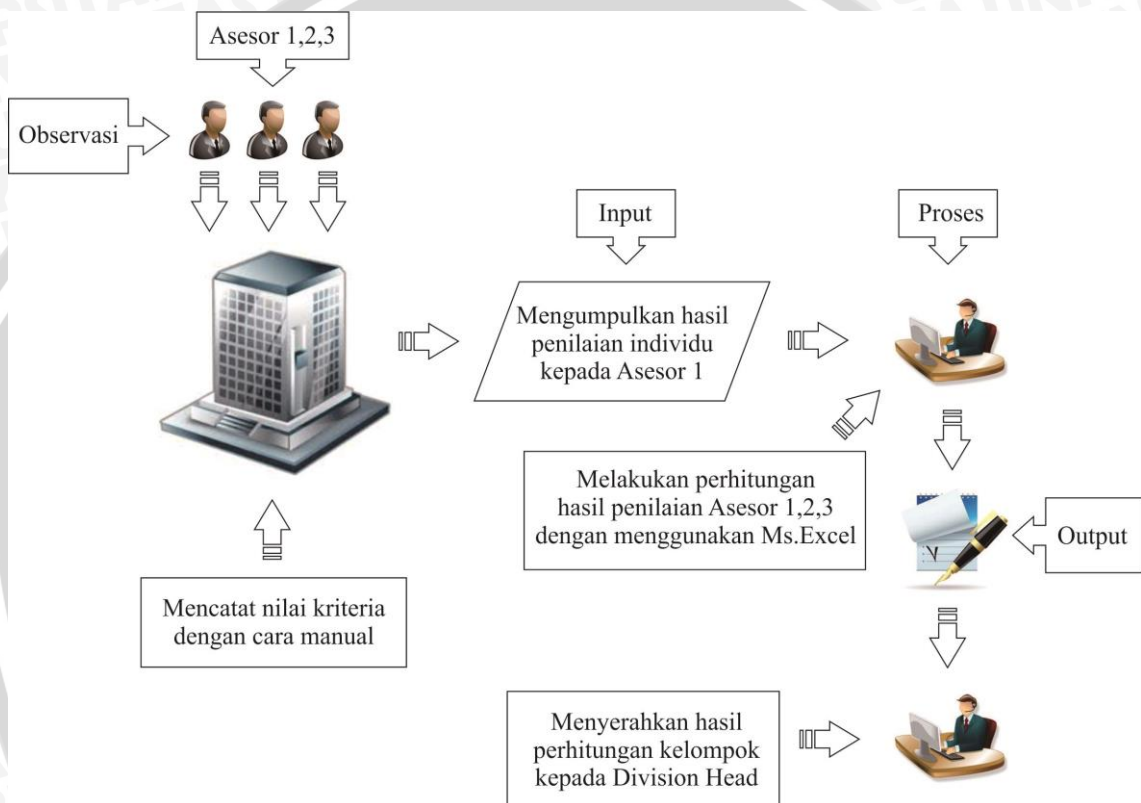 Asesor 1,2,3
Observasi
Input
Proses
Mengumpulkan hasil
penilaian individu
kepada Asesor 1
Melakukan perhitungan
hasil penilaian Asesor 1,2,3
dengan menggunakan Ms.Excel
Output
Mencatat nilai kriteria
dengan cara manual
Menyerahkan hasil
perhitungan kelompok
kepada Division Head